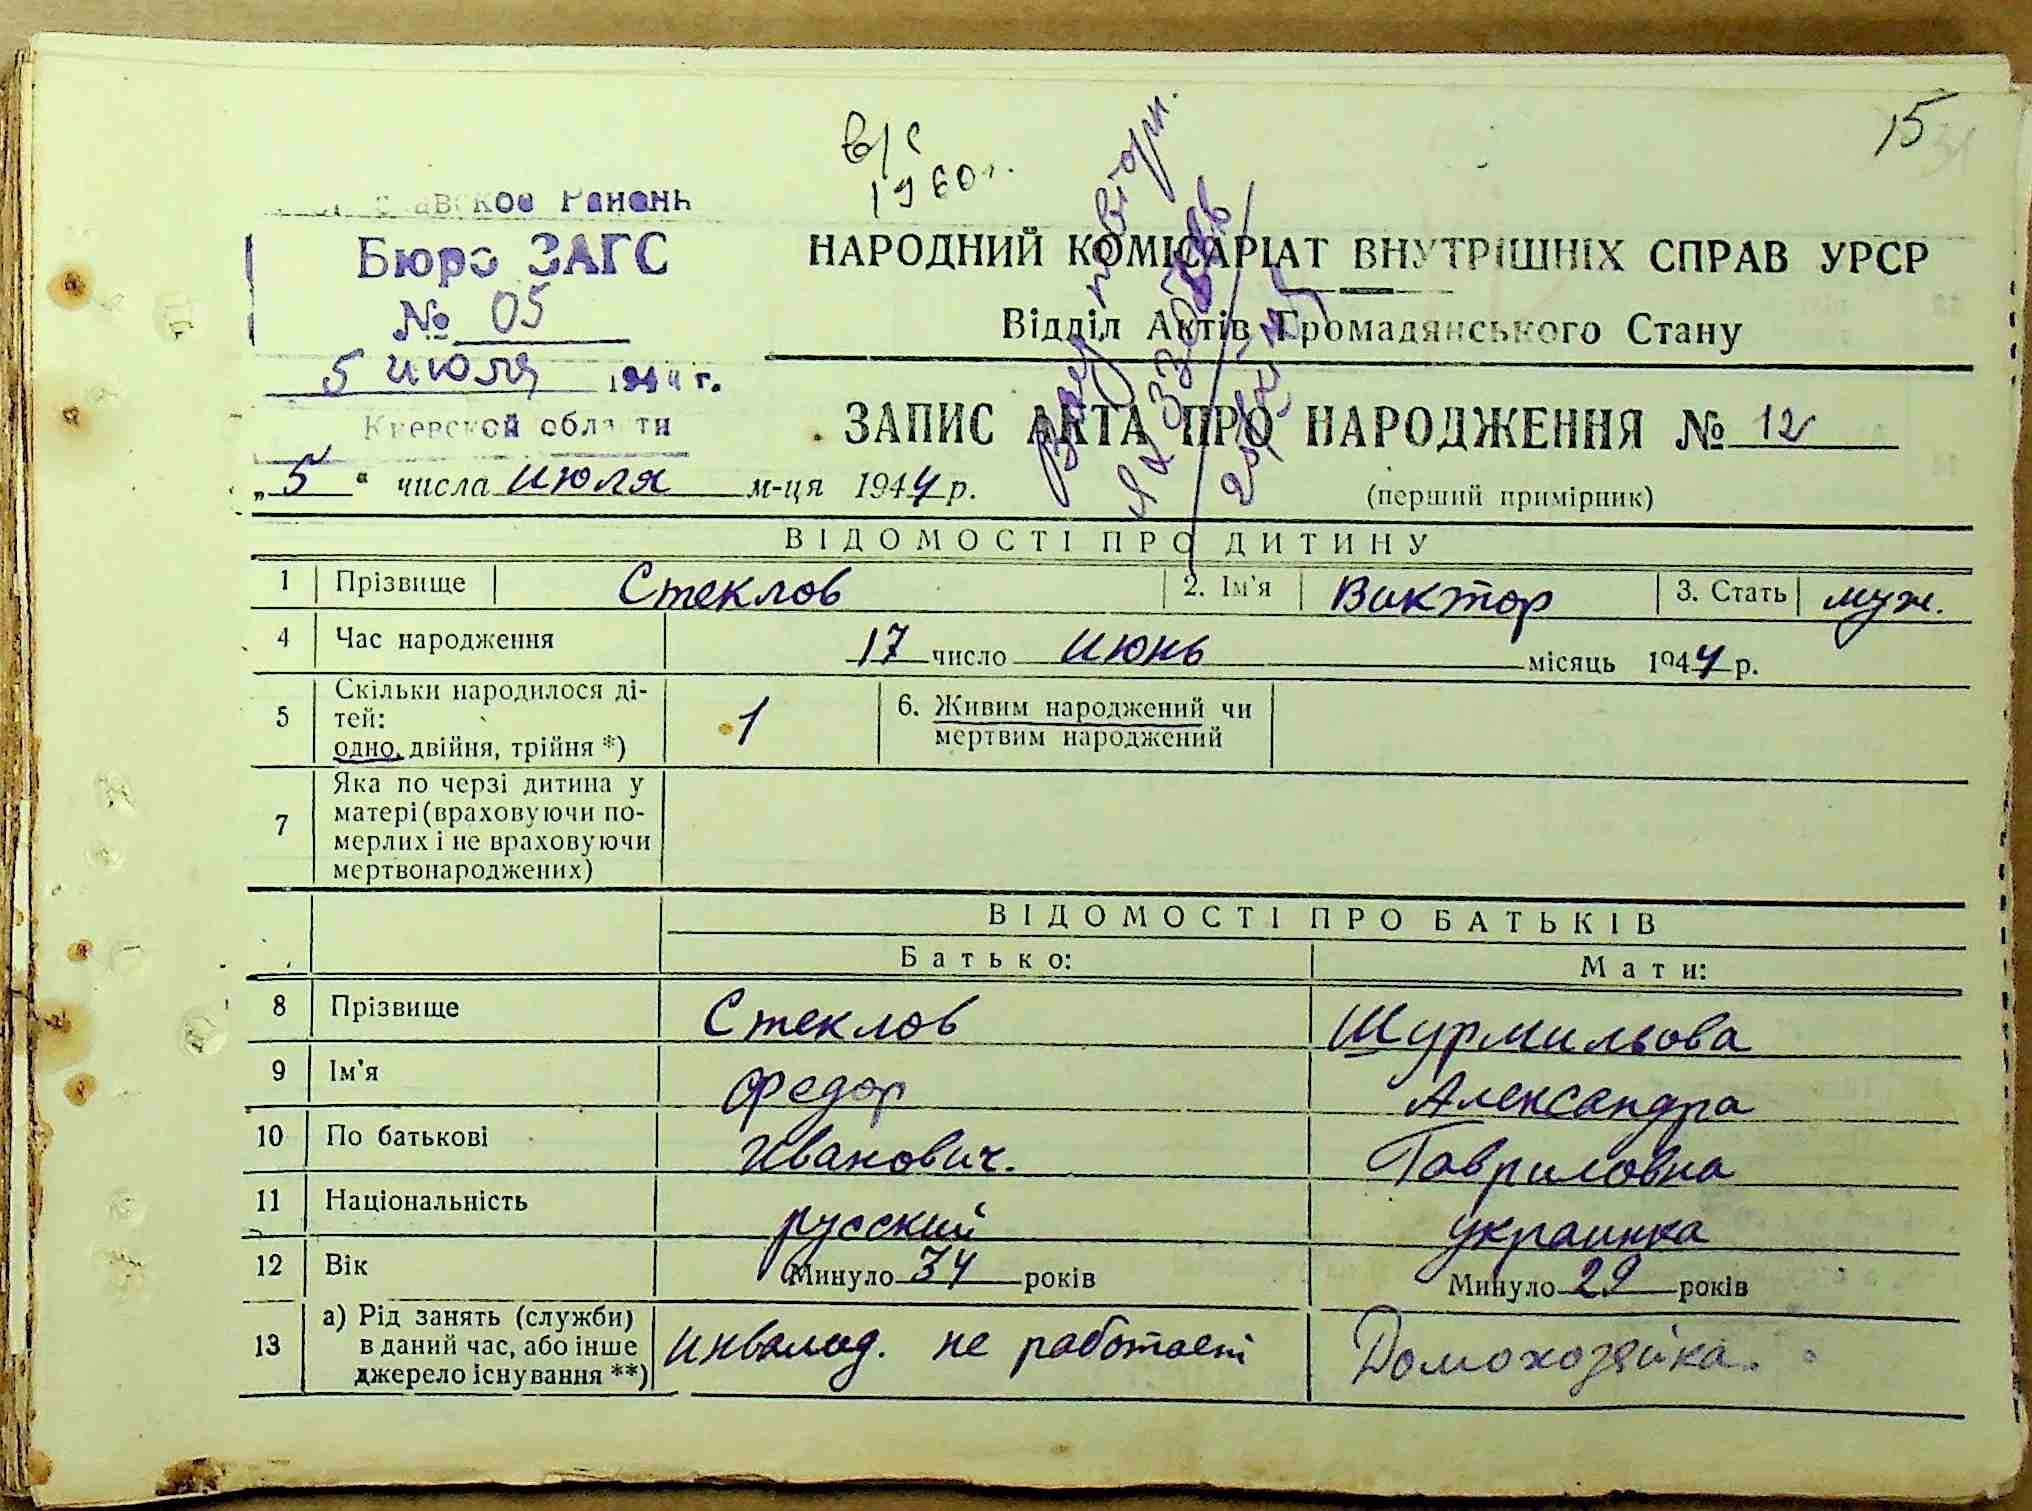 15
в/с
1960 г.
Бюро ЗАГС
№ 05
5 июля 1944 г.
Киевской области
НАРОДНИЙ КОМІСАРІАТ ВНУТРІШНІХ СПРАВ УРСР
Відділ Актів Громадянського Стану
ЗАПИС АКТА ПРО НАРОДЖЕННЯ № 12
„5“ числа июля м-ця 1944 р.
(перший примірник)
ВІДОМОСТІ ПРО ДИТИНУ
1 Прізвище Стеклов 2. Ім'я Виктор 3. Стать муж.
4 Час народження 17 число июнь місяць 1944 р.
5 Скільки народилося ді-
тей:
одно, двійня, трійня *) 1
6. Живим народжений чи
мертвим народжений
7 Яка по черзі дитина у
матері (враховуючи по-
мерлих і не враховуючи
мертвонароджених)
ВІДОМОСТІ ПРО БАТЬКІВ
Батько: Мати:
8 Прізвище Стеклов Шурмильова
9 Ім'я Федор Александра
10 По батькові Иванович. Гавриловна
11 Національність русский украинка
12 Вік Минуло 34 років Минуло 29 років
13 а) Рід занять (служби)
в даний час, або інше
джерело існування **)
инвалид. не работает Домохозяйка.